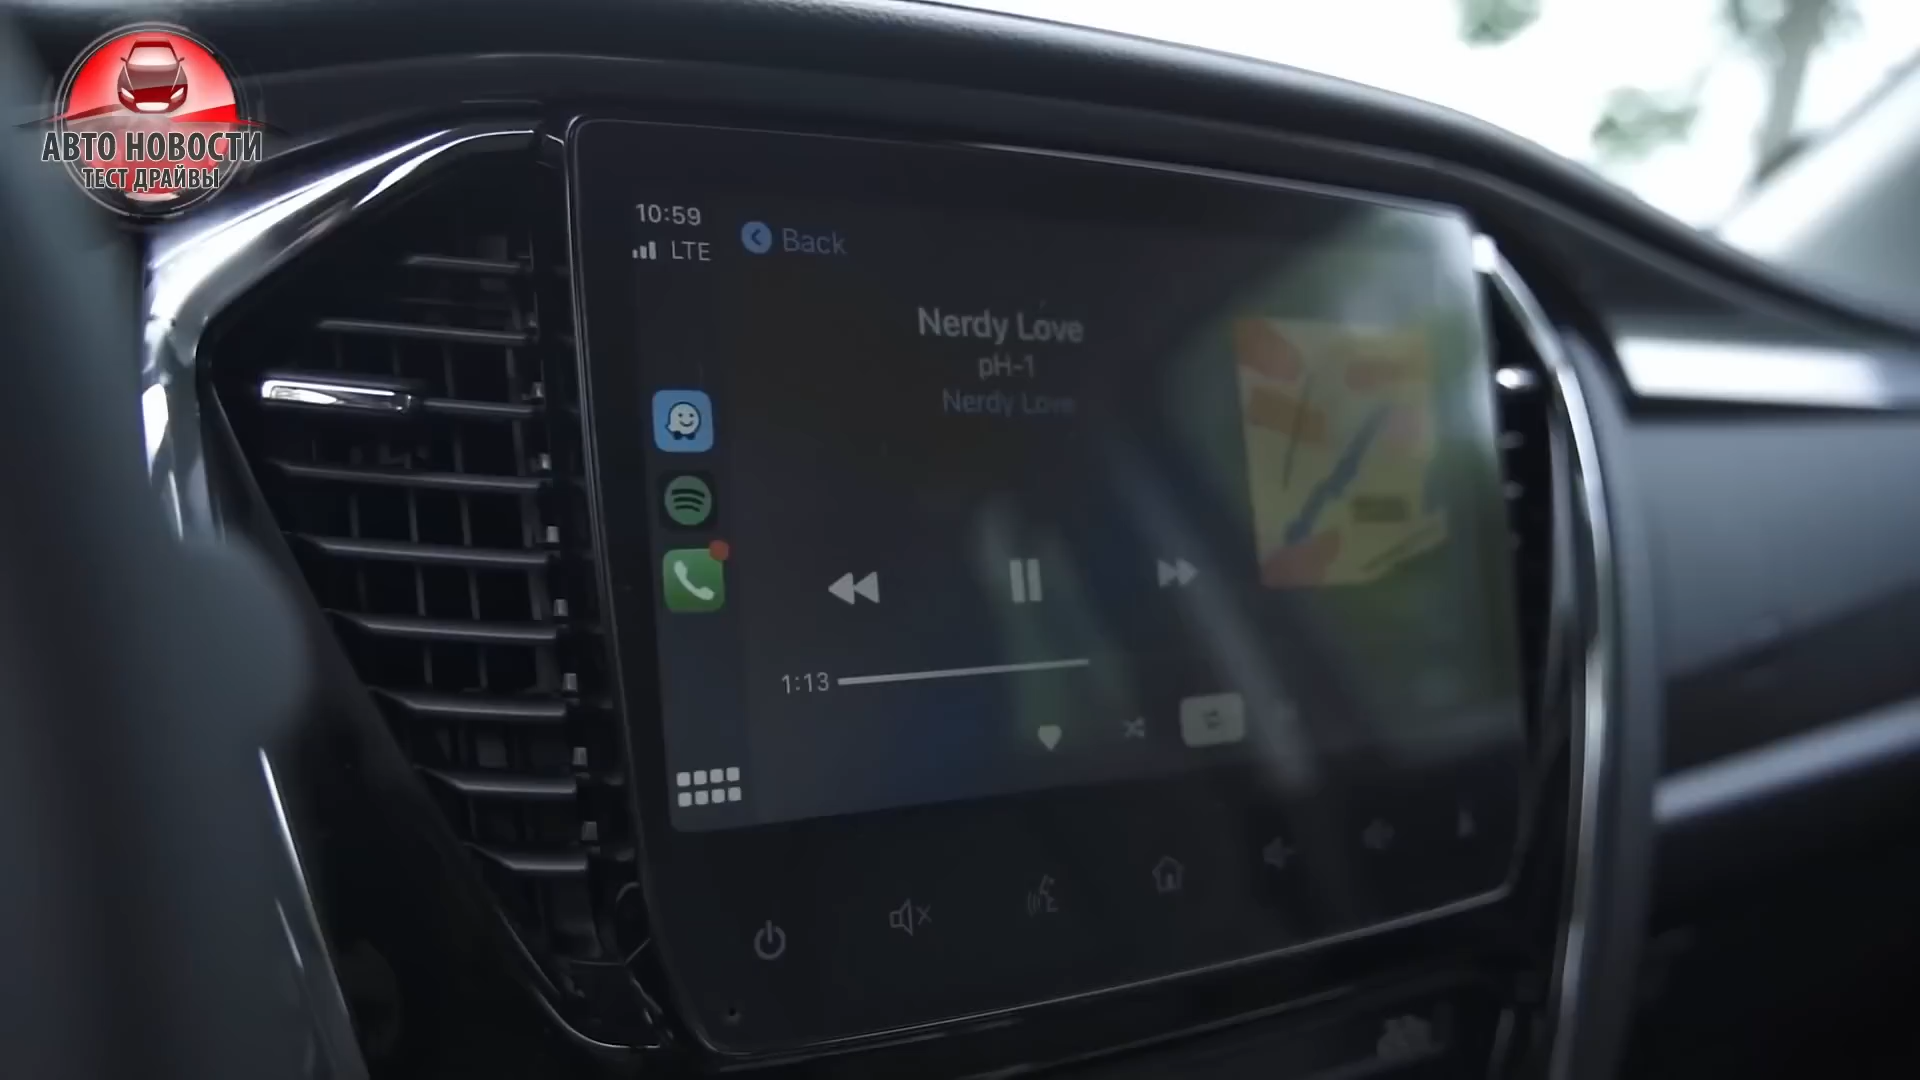 АВТО НОВОСТИ
ТЕСТ ДРАЙВЫ
10:59
LTE
Back
Nerdy Love
pH-1
Nerdy Love
1:13